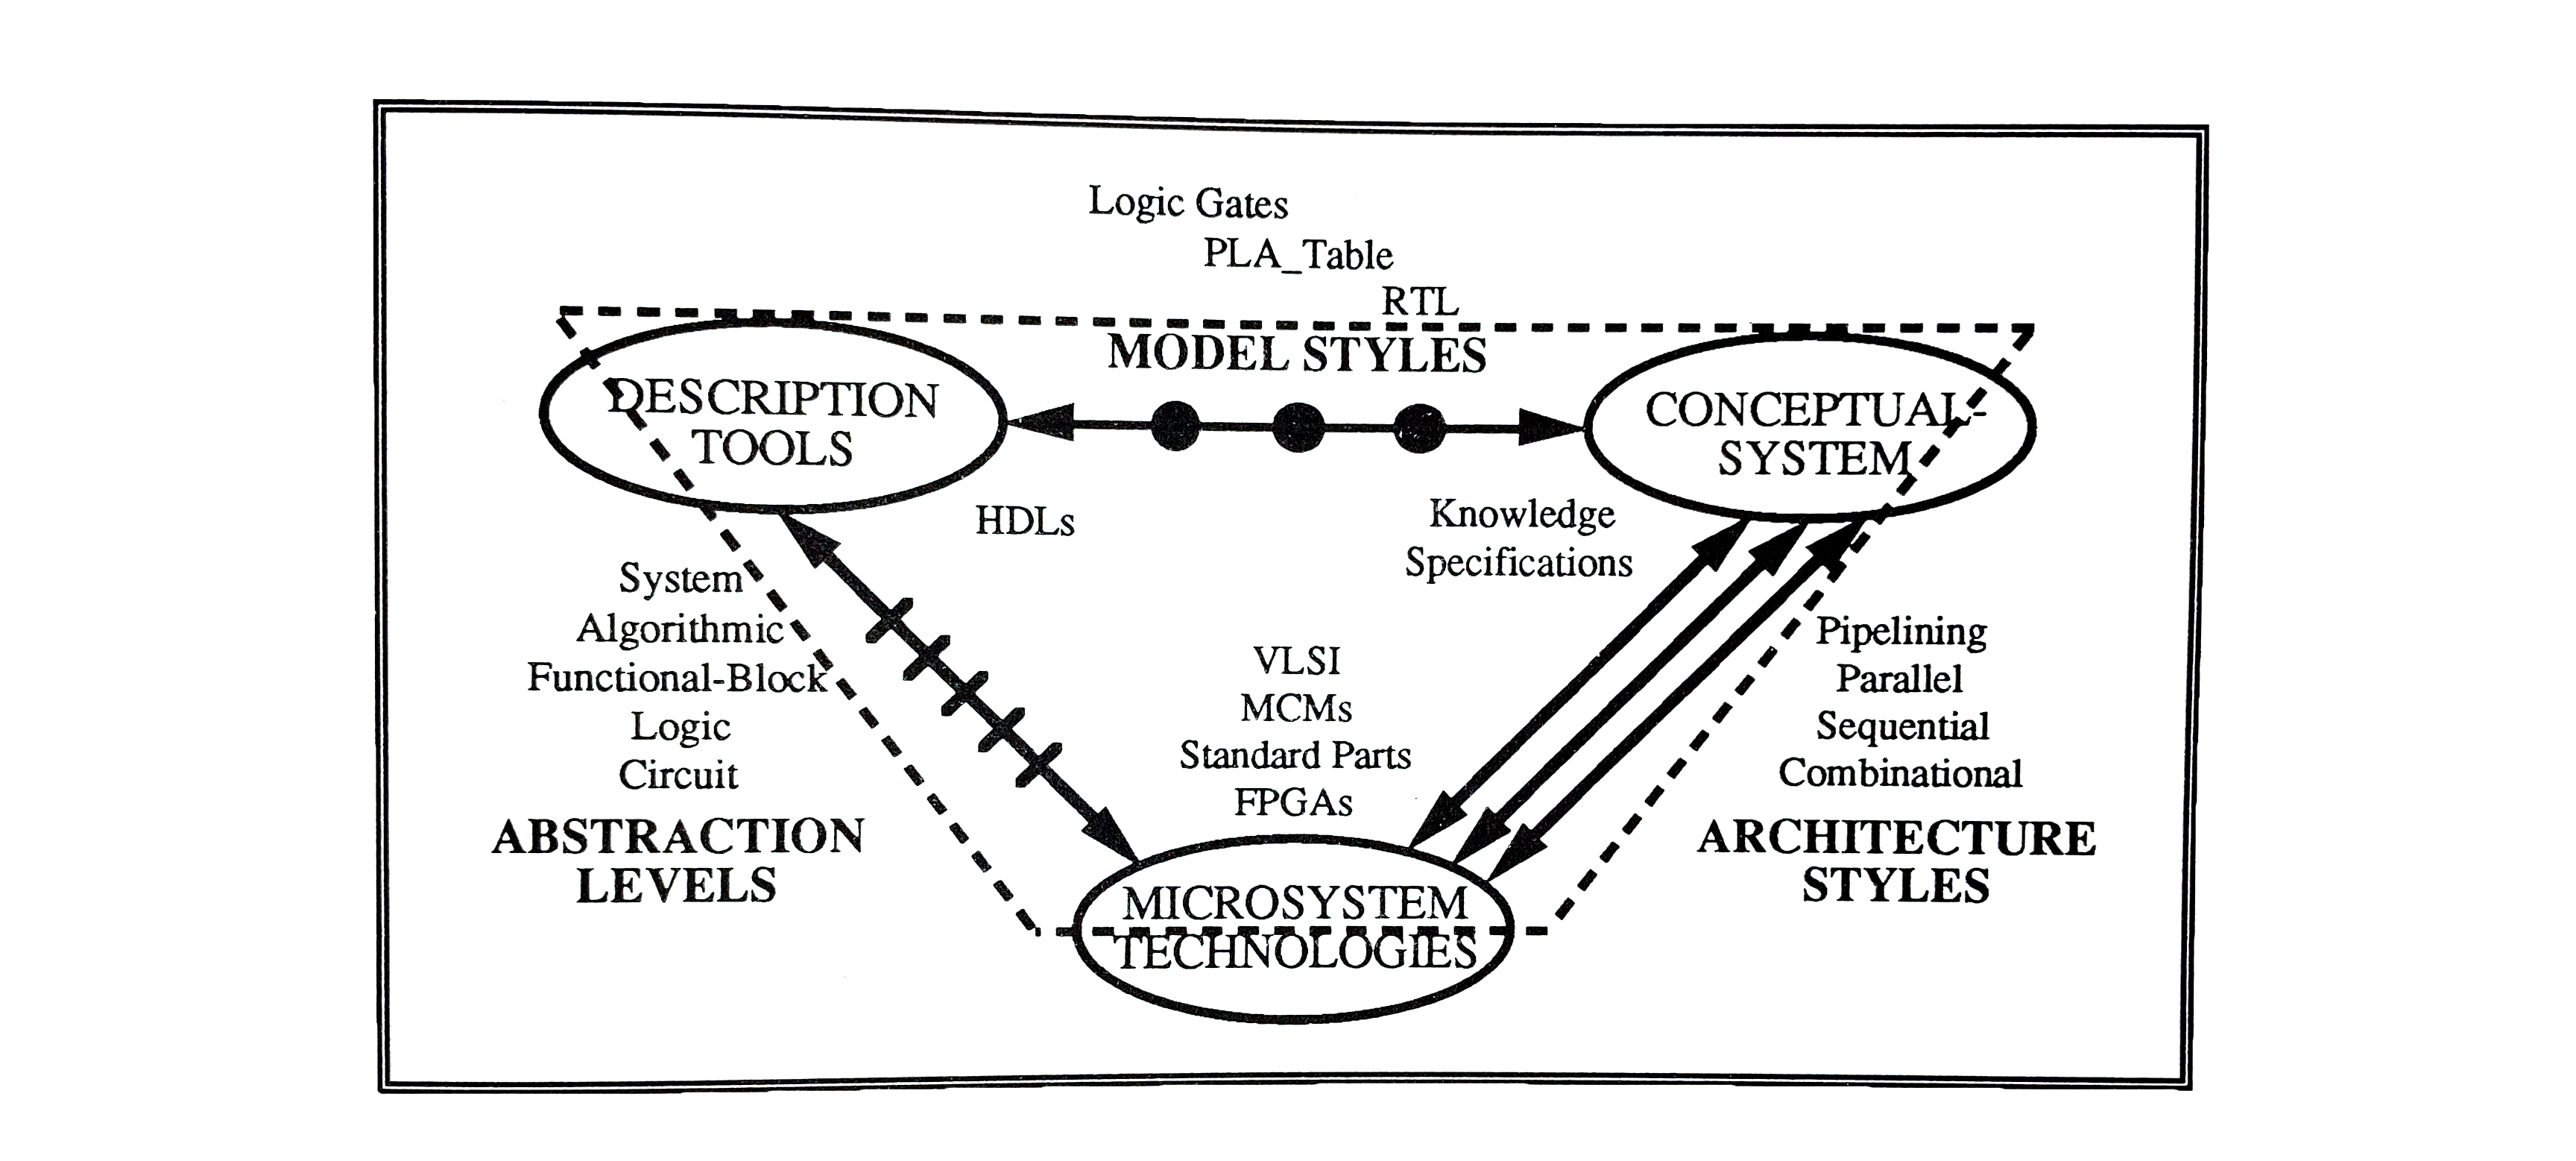 Logic Gates
PLA_Table
RTL
MODEL STYLES
DESCRIPTION
TOOLS
CONCEPTUAL-
SYSTEM
HDLs
Knowledge
Specifications
System
Algorithmic
Functional-Block
Logic
Circuit
ABSTRACTION
LEVELS
VLSI
MCMs
Standard Parts
FPGAs
Pipelining
Parallel
Sequential
Combinational
ARCHITECTURE
STYLES
MICROSYSTEM
TECHNOLOGIES